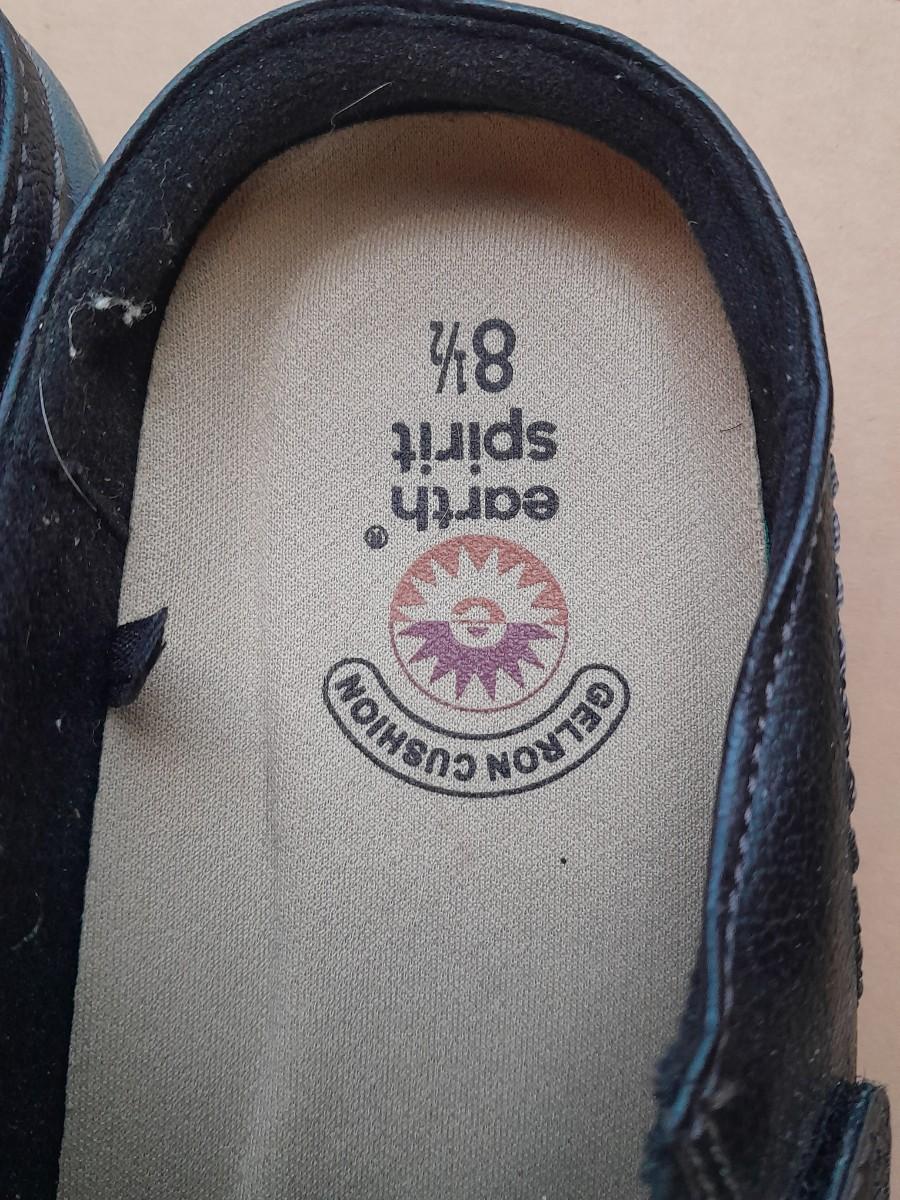 GELRON CUSHION
earth®
spirit
8½